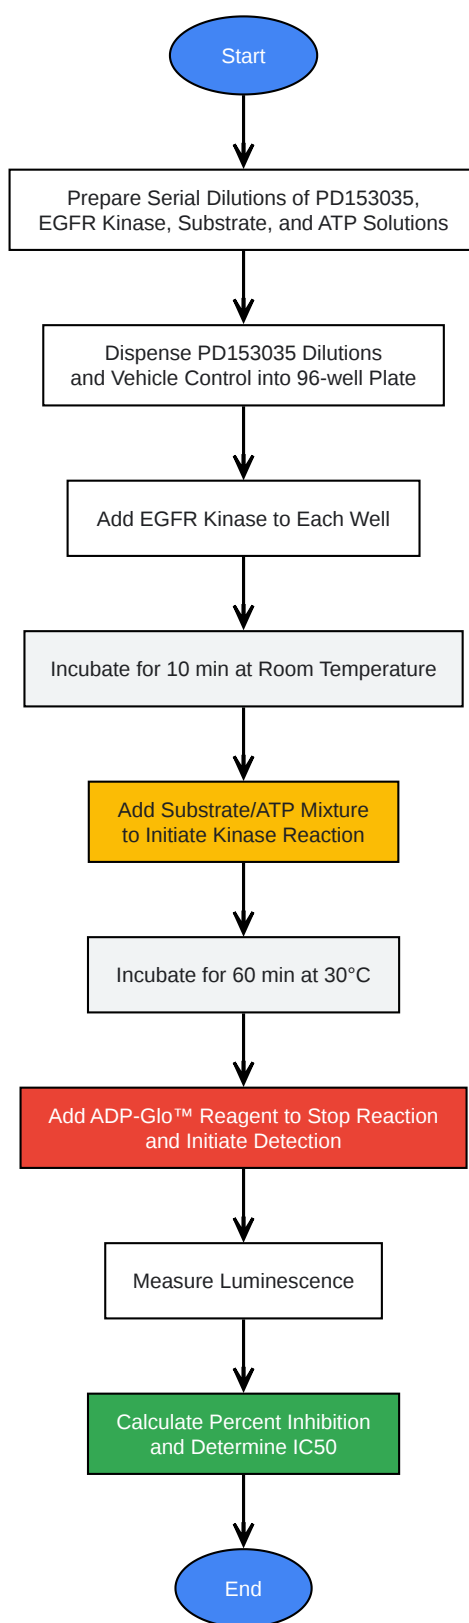 Start
Prepare Serial Dilutions of PD153035,
EGFR Kinase, Substrate, and ATP Solutions
Dispense PD153035 Dilutions
and Vehicle Control into 96-well Plate
Add EGFR Kinase to Each Well
Incubate for 10 min at Room Temperature
Add Substrate/ATP Mixture
to Initiate Kinase Reaction
Incubate for 60 min at 30°C
Add ADP-Glo™ Reagent to Stop Reaction
and Initiate Detection
Measure Luminescence
Calculate Percent Inhibition
and Determine IC50
End